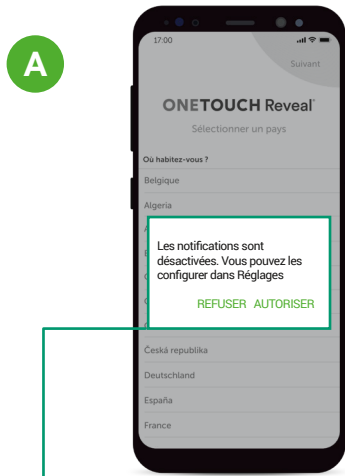 A
17:00
Suivant
ONETOUCH Reveal®
Sélectionner un pays
Où habitez-vous ?
Belgique
Algeria
Les notifications sont
désactivées. Vous pouvez les
configurer dans Réglages
REFUSER AUTORISER
Česká republika
Deutschland
España
France